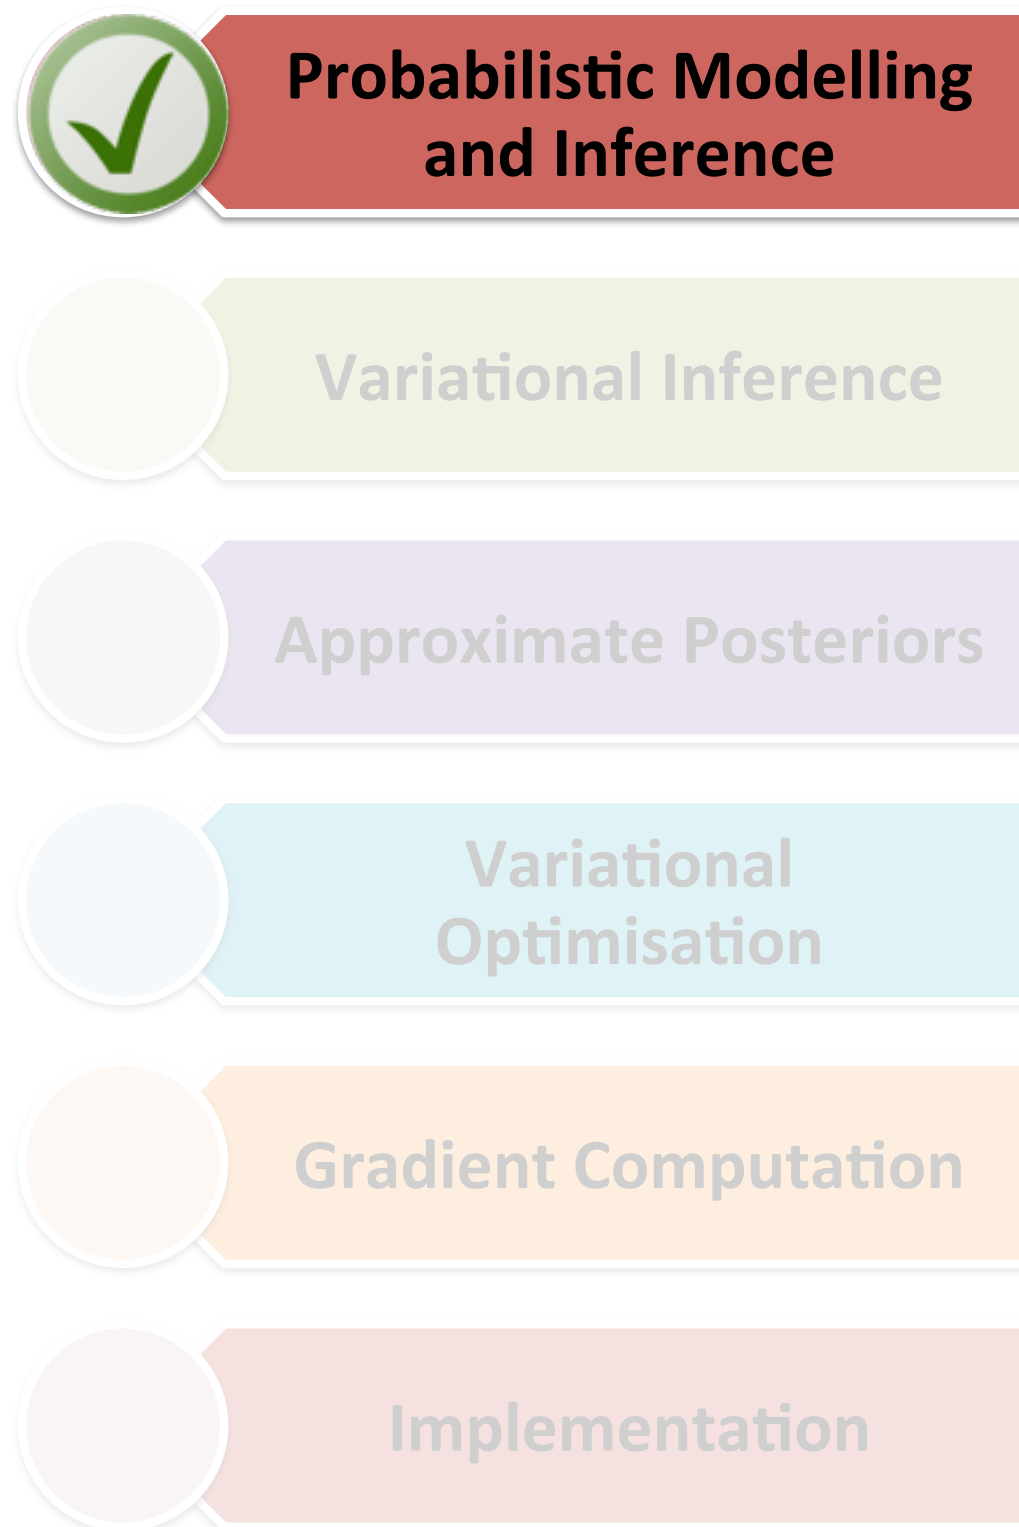 Probabilistic Modelling
and Inference
Variational Inference
Approximate Posteriors
Variational
Optimisation
Gradient Computation
Implementation